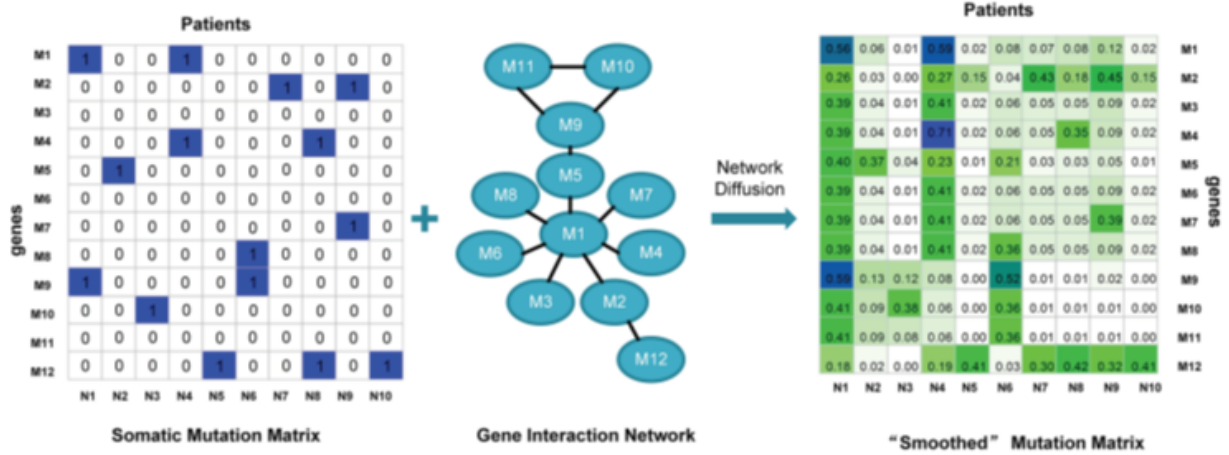 Patients
M1 1 0 0 1 0 0 0 0 0 0
M2 0 0 0 0 0 0 1 0 1 0
M3 0 0 0 0 0 0 0 0 0 0
M4 0 0 0 1 0 0 0 1 0 0
M5 0 1 0 0 0 0 0 0 0 0
M6 0 0 0 0 0 0 0 0 0 0
M7 0 0 0 0 0 0 0 0 1 0
M8 0 0 0 0 0 1 0 0 0 0
M9 1 0 0 0 0 1 0 0 0 0
M10 0 0 1 0 0 0 0 0 0 0
M11 0 0 0 0 0 0 0 0 0 0
M12 0 0 0 0 1 0 0 1 0 1
N1 N2 N3 N4 N5 N6 N7 N8 N9 N10
genes
Somatic Mutation Matrix
+
M11 M10
M9
M5
M8 M7
M1
M6 M4
M3 M2
M12
Gene Interaction Network
Network
Diffusion
Patients
0.56 0.06 0.01 0.59 0.02 0.08 0.07 0.08 0.12 0.02 M1
0.26 0.03 0.00 0.27 0.15 0.04 0.43 0.18 0.45 0.15 M2
0.39 0.04 0.01 0.41 0.02 0.06 0.05 0.05 0.09 0.02 M3
0.39 0.04 0.01 0.71 0.02 0.06 0.05 0.35 0.09 0.02 M4
0.40 0.37 0.04 0.23 0.01 0.21 0.03 0.03 0.05 0.01 M5
0.39 0.04 0.01 0.41 0.02 0.06 0.05 0.05 0.09 0.02 M6
0.39 0.04 0.01 0.41 0.02 0.06 0.05 0.05 0.39 0.02 M7
0.39 0.04 0.01 0.41 0.02 0.36 0.05 0.05 0.09 0.02 M8
0.59 0.13 0.12 0.08 0.00 0.52 0.01 0.01 0.02 0.00 M9
0.41 0.09 0.38 0.06 0.00 0.36 0.01 0.01 0.01 0.00 M10
0.41 0.09 0.08 0.06 0.00 0.36 0.01 0.01 0.01 0.00 M11
0.18 0.02 0.00 0.19 0.41 0.03 0.30 0.42 0.32 0.41 M12
N1 N2 N3 N4 N5 N6 N7 N8 N9 N10
genes
“Smoothed” Mutation Matrix